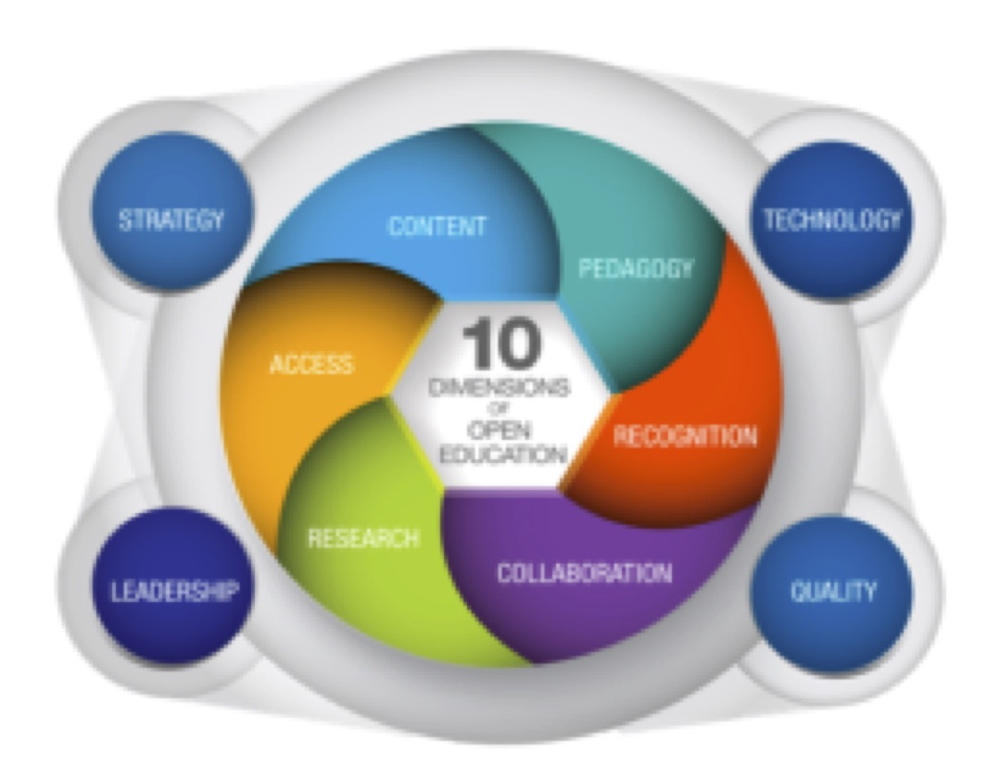 STRATEGY
TECHNOLOGY
CONTENT
PEDAGOGY
ACCESS
10
DIMENSIONS
OF
OPEN
EDUCATION
RECOGNITION
RESEARCH
COLLABORATION
LEADERSHIP
QUALITY